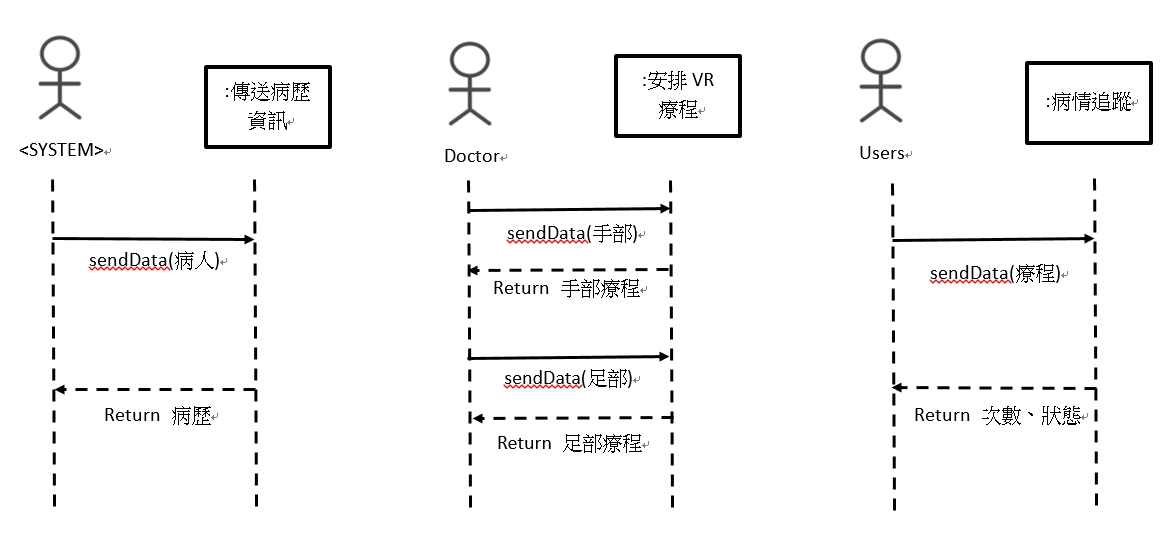 <SYSTEM>
:傳送病歷
資訊
sendData(病人)
Return 病歷
Doctor
:安排 VR
療程
sendData(手部)
Return 手部療程
sendData(足部)
Return 足部療程
Users
:病情追蹤
sendData(療程)
Return 次數、狀態